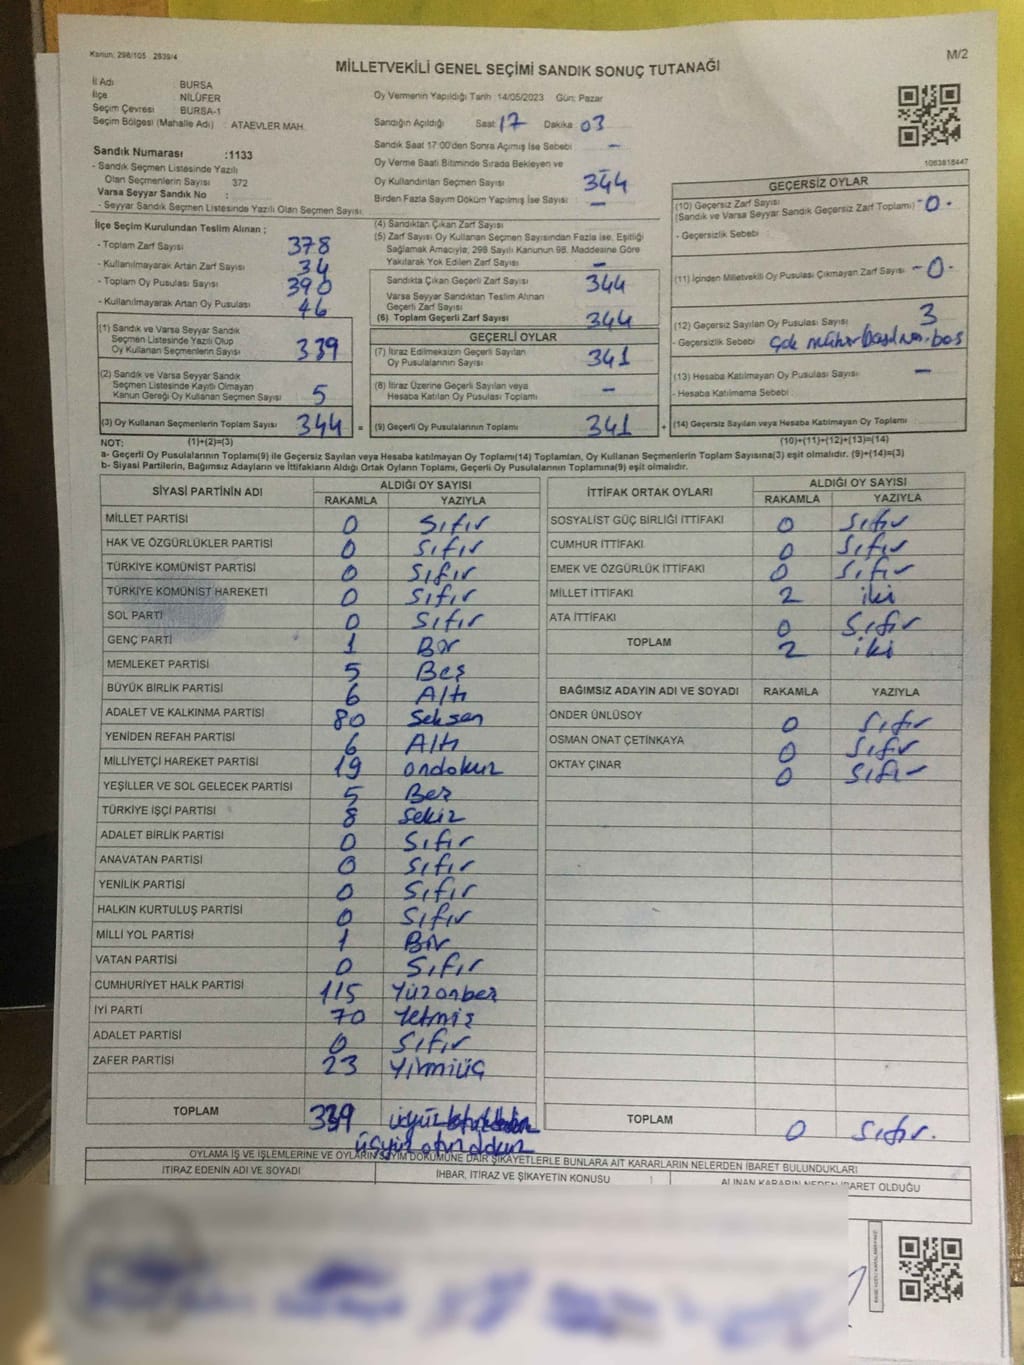 Kanun: 298/105 2839/4
M/2
MİLLETVEKİLİ GENEL SEÇİMİ SANDIK SONUÇ TUTANAĞI
İl Adı : BURSA
İlçe : NİLÜFER
Seçim Çevresi : BURSA-1
Seçim Bölgesi (Mahalle Adı) : ATAEVLER MAH.
Sandık Numarası :1133
- Sandık Seçmen Listesinde Yazılı
Olan Seçmenlerin Sayısı 372
Varsa Seyyar Sandık No :
- Seyyar Sandık Seçmen Listesinde Yazılı Olan Seçmen Sayısı
Oy Vermenin Yapıldığı Tarih 14/05/2023 Gün: Pazar
Sandığın Açıldığı Saat 17 Dakika 03
Sandık Saat 17:00'den Sonra Açılmış İse Sebebi -
Oy Verme Saati Bitiminde Sırada Bekleyen ve
Oy Kullandırılan Seçmen Sayısı 344
Birden Fazla Sayım Döküm Yapılmış İse Sayısı -
1063818447
İlçe Seçim Kurulundan Teslim Alınan ;
- Toplam Zarf Sayısı 378
- Kullanılmayarak Artan Zarf Sayısı 34
- Toplam Oy Pusulası Sayısı 390
- Kullanılmayarak Artan Oy Pusulası 46
(1) Sandık ve Varsa Seyyar Sandık
Seçmen Listesinde Yazılı Olup
Oy Kullanan Seçmenlerin Sayısı 339
(2) Sandık ve Varsa Seyyar Sandık
Seçmen Listesinde Kayıtlı Olmayan
Kanun Gereği Oy Kullanan Seçmen Sayısı 5
(3) Oy Kullanan Seçmenlerin Toplam Sayısı 344 =
(4) Sandıktan Çıkan Zarf Sayısı
(5) Zarf Sayısı Oy Kullanan Seçmen Sayısından Fazla İse, Eşitliği
Sağlamak Amacıyla, 298 Sayılı Kanunun 98. Maddesine Göre
Yakılarak Yok Edilen Zarf Sayısı -
Sandıkta Çıkan Geçerli Zarf Sayısı 344
Varsa Seyyar Sandıktan Teslim Alınan
Geçerli Zarf Sayısı
(6) Toplam Geçerli Zarf Sayısı 344
GEÇERLİ OYLAR
(7) İtiraz Edilmeksizin Geçerli Sayılan
Oy Pusulalarının Sayısı 341
(8) İtiraz Üzerine Geçerli Sayılan veya
Hesaba Katılan Oy Pusulası Toplamı -
(9) Geçerli Oy Pusulalarının Toplamı 341 +
GEÇERSİZ OYLAR
(10) Geçersiz Zarf Sayısı
(Sandık ve Varsa Seyyar Sandık Geçersiz Zarf Toplamı) -0-
- Geçersizlik Sebebi
(11) İçinden Milletvekili Oy Pusulası Çıkmayan Zarf Sayısı -0-
(12) Geçersiz Sayılan Oy Pusulası Sayısı 3
- Geçersizlik Sebebi
(13) Hesaba Katılmayan Oy Pusulası Sayısı -
- Hesaba Katılmama Sebebi
(14) Geçersiz Sayılan veya Hesaba Katılmayan Oy Toplamı
NOT: (1)+(2)=(3) (10)+(11)+(12)+(13)=(14)
a- Geçerli Oy Pusulalarının Toplamı(9) ile Geçersiz Sayılan veya Hesaba katılmayan Oy Toplamı(14) Toplamları, Oy Kullanan Seçmenlerin Toplam Sayısına(3) eşit olmalıdır. (9)+(14)=(3)
b- Siyasi Partilerin, Bağımsız Adayların ve İttifakların Aldığı Ortak Oyların Toplamı, Geçerli Oy Pusulalarının Toplamına(9) eşit olmalıdır.
SİYASİ PARTİNİN ADI ALDIĞI OY SAYISI
RAKAMLA YAZIYLA
MİLLET PARTİSİ 0 Sıfır
HAK VE ÖZGÜRLÜKLER PARTİSİ 0 Sıfır
TÜRKİYE KOMÜNİST PARTİSİ 0 Sıfır
TÜRKİYE KOMÜNİST HAREKETİ 0 Sıfır
SOL PARTİ 0 Sıfır
GENÇ PARTİ 1 Bir
MEMLEKET PARTİSİ 5 Beş
BÜYÜK BİRLİK PARTİSİ 6 Altı
ADALET VE KALKINMA PARTİSİ 80 Seksen
YENİDEN REFAH PARTİSİ 6 Altı
MİLLİYETÇİ HAREKET PARTİSİ 19 ondokuz
YEŞİLLER VE SOL GELECEK PARTİSİ 5 Beş
TÜRKİYE İŞÇİ PARTİSİ 8 Sekiz
ADALET BİRLİK PARTİSİ 0 Sıfır
ANAVATAN PARTİSİ 0 Sıfır
YENİLİK PARTİSİ 0 Sıfır
HALKIN KURTULUŞ PARTİSİ 0 Sıfır
MİLLİ YOL PARTİSİ 1 Bir
VATAN PARTİSİ 0 Sıfır
CUMHURİYET HALK PARTİSİ 115 Yüzonbeş
İYİ PARTİ 70 Yetmiş
ADALET PARTİSİ 0 Sıfır
ZAFER PARTİSİ 23 Yirmiüç
TOPLAM 339
üçyüz otuzdokuz
İTTİFAK ORTAK OYLARI ALDIĞI OY SAYISI
RAKAMLA YAZIYLA
SOSYALİST GÜÇ BİRLİĞİ İTTİFAKI 0 Sıfır
CUMHUR İTTİFAKI 0 Sıfır
EMEK VE ÖZGÜRLÜK İTTİFAKI 0 Sıfır
MİLLET İTTİFAKI 2 iki
ATA İTTİFAKI 0 Sıfır
TOPLAM 2 iki
BAĞIMSIZ ADAYIN ADI VE SOYADI RAKAMLA YAZIYLA
ÖNDER ÜNLÜSOY 0 Sıfır
OSMAN ONAT ÇETİNKAYA 0 Sıfır
OKTAY ÇINAR 0 Sıfır
TOPLAM 0 Sıfır.
OYLAMA İŞ VE İŞLEMLERİNE VE OYLARIN SAYIM DÖKÜMÜNE DAİR ŞİKAYETLERLE BUNLARA AİT KARARLARIN NELERDEN İBARET BULUNDUKLARI
İTİRAZ EDENİN ADI VE SOYADI İHBAR, İTİRAZ VE ŞİKAYETİN KONUSU ALINAN KARARIN NEDEN İBARET OLDUĞU